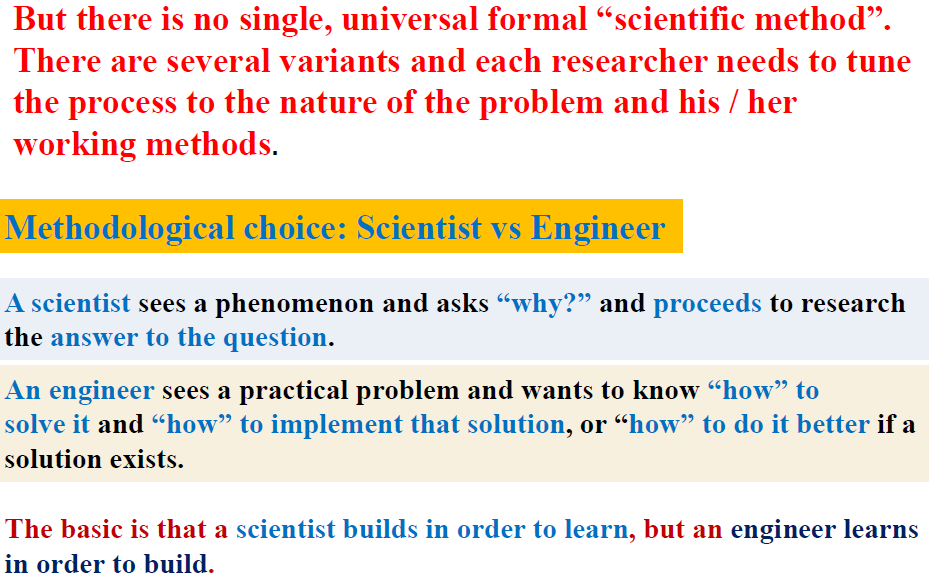 But there is no single, universal formal “scientific method”.
There are several variants and each researcher needs to tune
the process to the nature of the problem and his / her
working methods.
Methodological choice: Scientist vs Engineer
A scientist sees a phenomenon and asks “why?” and proceeds to research
the answer to the question.
An engineer sees a practical problem and wants to know “how” to
solve it and “how” to implement that solution, or “how” to do it better if a
solution exists.
The basic is that a scientist builds in order to learn, but an engineer learns
in order to build.